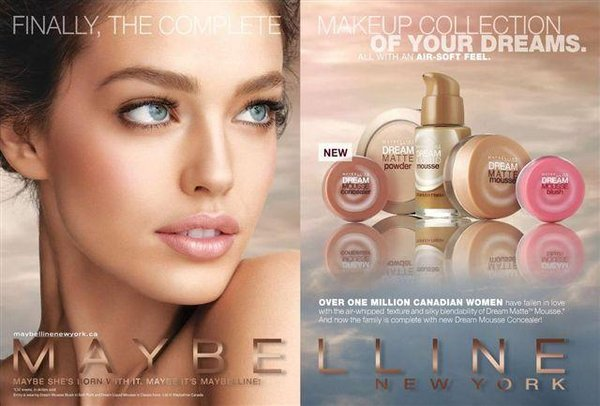 FINALLY, THE COMPLETE MAKEUP COLLECTION
OF YOUR DREAMS.
ALL WITH AN AIR-SOFT FEEL.
NEW
MAYBELLINE
DREAM
MATTE
powder
DREAM
mousse
MAYBELLINE
DREAM
MATTE
mousse
DREAM
MOUSSE
concealer
DREAM
MOUSSE
blush
OVER ONE MILLION CANADIAN WOMEN have fallen in love
with the air-whipped texture and silky blendability of Dream Matte™ Mousse.*
And now the family is complete with new Dream Mousse Concealer!
maybellinenewyork.ca
MAYBELLINE
NEW YORK
MAYBE SHE'S BORN WITH IT. MAYBE IT'S MAYBELLINE.